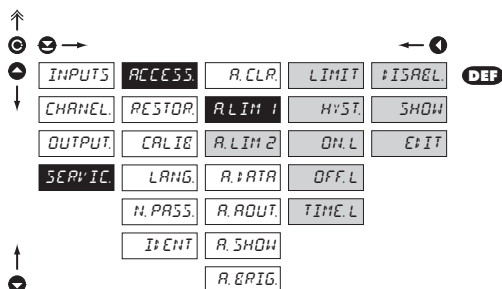 INPUTS ACCESS. A.CLR. LIMIT DISABL. DEF
CHANEL. RESTOR. A.LIM 1 HYST. SHOW
OUTPUT. CALIB A.LIM 2 ON.L EDIT
SERVIC. LANG. A.DATA OFF.L
N.PASS. A.AOUT. TIME.L
IDENT A.SHOW
A.BRIG.